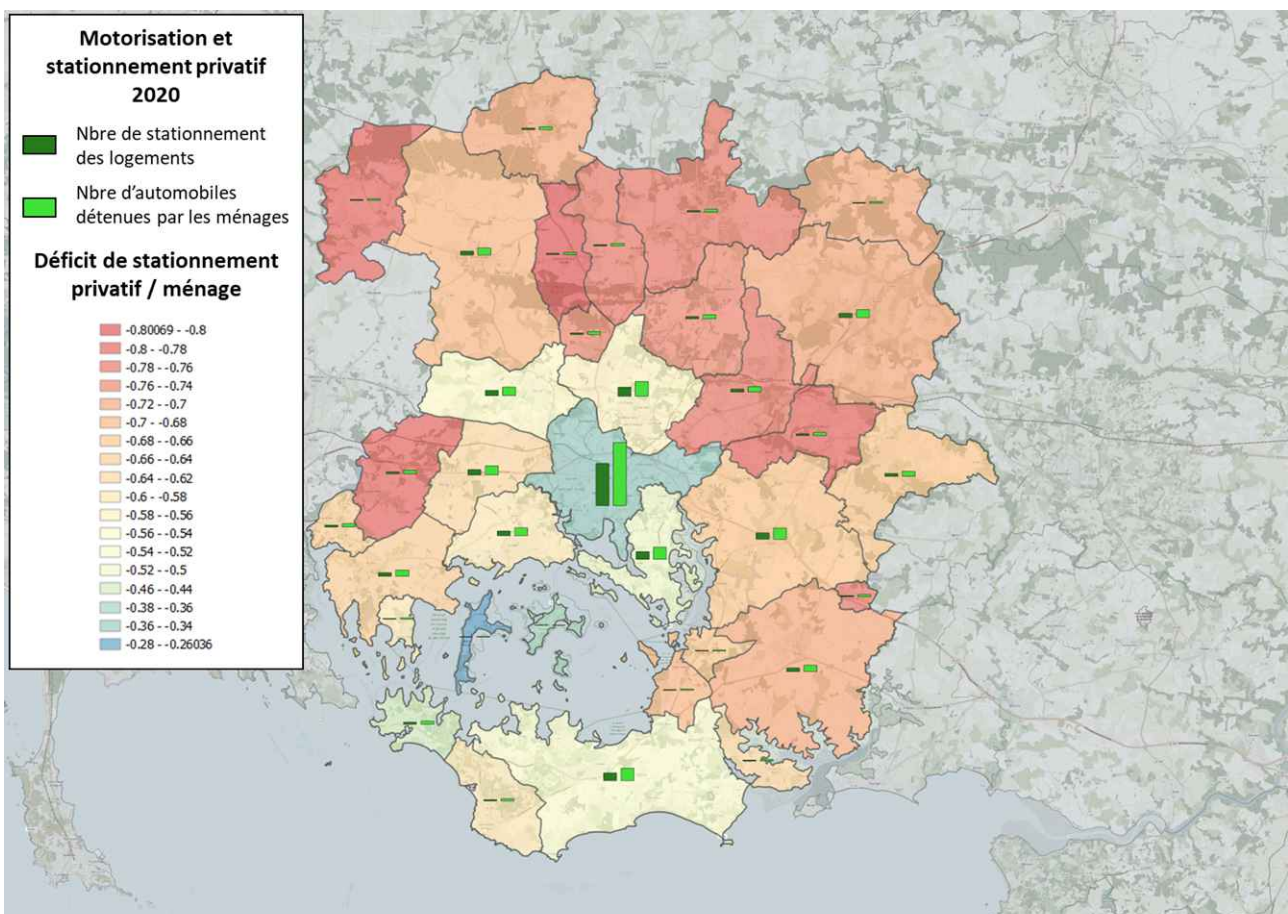 Motorisation et
stationnement privatif
2020
Nbre de stationnement
des logements
Nbre d'automobiles
détenues par les ménages
Déficit de stationnement
privatif / ménage
-0.80069 - -0.8
-0.8 - -0.78
-0.78 - -0.76
-0.76 - -0.74
-0.72 - -0.7
-0.7 - -0.68
-0.68 - -0.66
-0.66 - -0.64
-0.64 - -0.62
-0.6 - -0.58
-0.58 - -0.56
-0.56 - -0.54
-0.54 - -0.52
-0.52 - -0.5
-0.46 - -0.44
-0.38 - -0.36
-0.36 - -0.34
-0.28 - -0.26036